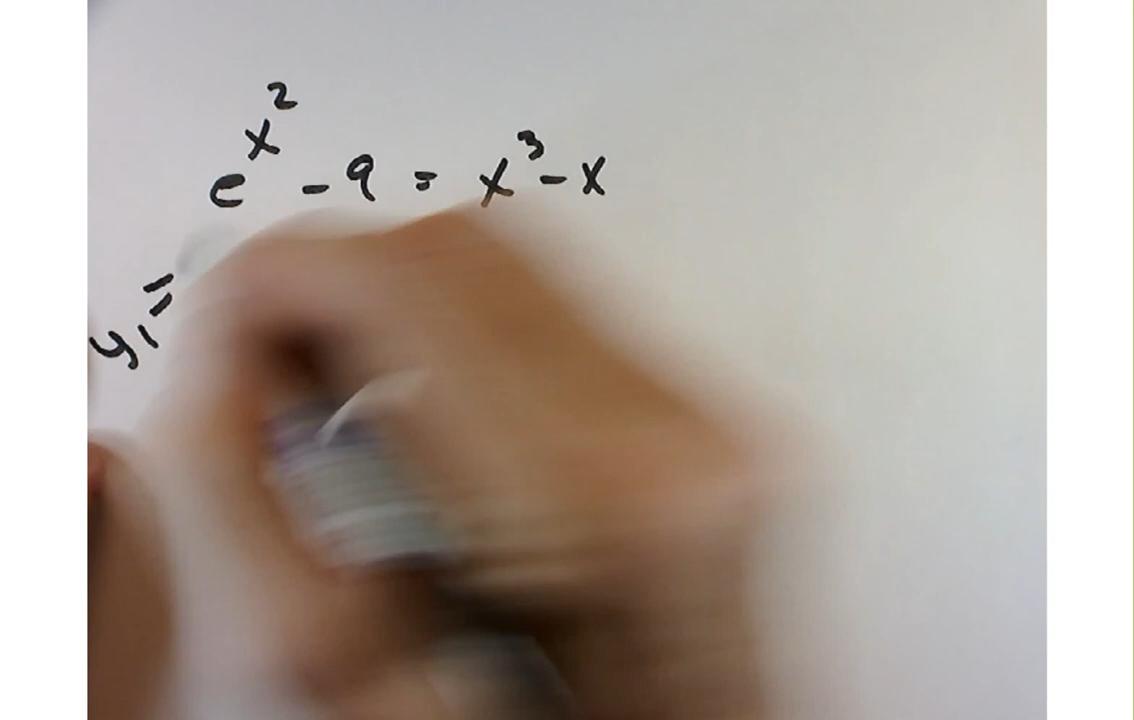 e^{x^2} - 9 = x^3 - x
y_1 =